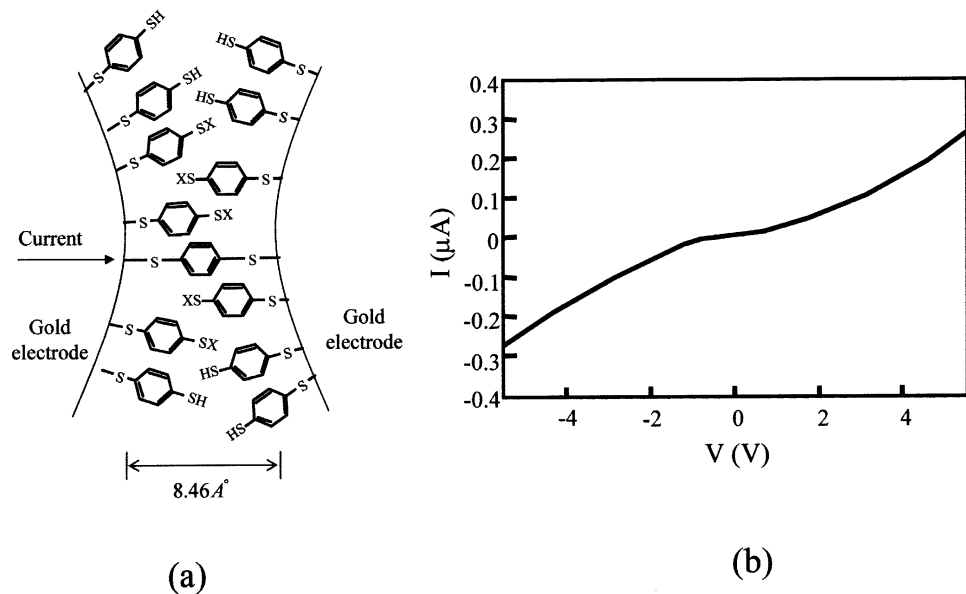 SH
S
HS
S
SH
S
HS
S
SX
S
XS
S
S
SX
Current
S
S
XS
S
Gold
electrode
Gold
electrode
S
SX
S
HS
S
SH
S
HS
8.46A°
(a)
0.4
0.3
0.2
0.1
0
-0.1
-0.2
-0.3
-0.4
I (μA)
-4
-2
0
2
4
V (V)
(b)